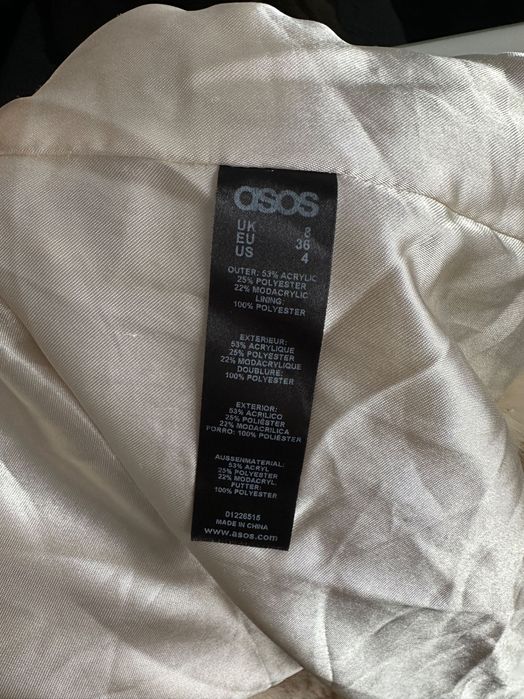 asos
UK 8
EU 36
US 4
OUTER: 53% ACRYLIC
25% POLYESTER
22% MODACRYLIC
LINING:
100% POLYESTER
EXTERIEUR:
53% ACRYLIQUE
25% POLYESTER
22% MODACRYLIQUE
DOUBLURE:
100% POLYESTER
EXTERIOR:
53% ACRILICO
25% POLIÉSTER
22% MODACRILICA
FORRO: 100% POLIÉSTER
AUSSENMATERIAL:
53% ACRYL
25% POLYESTER
22% MODACRYL:
FUTTER:
100% POLYESTER
01226515
MADE IN CHINA
www.asos.com